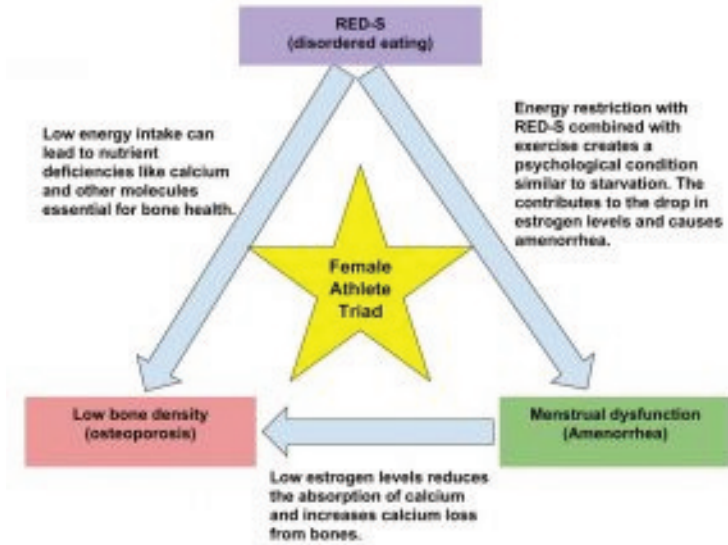 RED-S
(disordered eating)
Low energy intake can
lead to nutrient
deficiencies like calcium
and other molecules
essential for bone health.
Energy restriction with
RED-S combined with
exercise creates a
psychological condition
similar to starvation. The
contributes to the drop in
estrogen levels and causes
amenorrhea.
Female
Athlete
Triad
Low bone density
(osteoporosis)
Menstrual dysfunction
(Amenorrhea)
Low estrogen levels reduces
the absorption of calcium
and increases calcium loss
from bones.